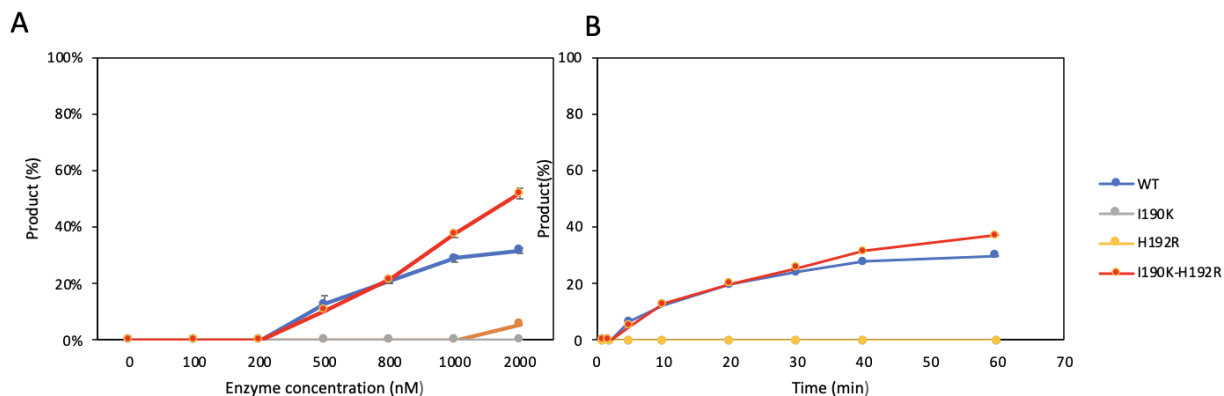 A
B
100%
80%
60%
40%
20%
0%
Product (%)
0 100 200 500 800 1000 2000
Enzyme concentration (nM)
100
80
60
40
20
0
Product(%)
0 10 20 30 40 50 60 70
Time (min)
WT
I190K
H192R
I190K-H192R